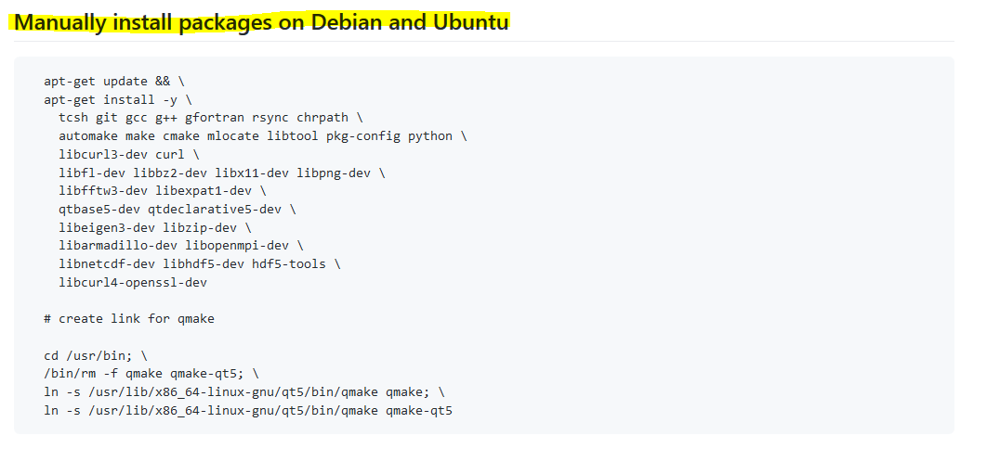 Manually install packages on Debian and Ubuntu
apt-get update && \
apt-get install -y \
tcsh git gcc g++ gfortran rsync chrpath \
automake make cmake mlocate libtool pkg-config python \
libcurl3-dev curl \
libfl-dev libbz2-dev libx11-dev libpng-dev \
libfftw3-dev libexpat1-dev \
qtbase5-dev qtdeclarative5-dev \
libeigen3-dev libzip-dev \
libarmadillo-dev libopenmpi-dev \
libnetcdf-dev libhdf5-dev hdf5-tools \
libcurl4-openssl-dev
# create link for qmake
cd /usr/bin; \
/bin/rm -f qmake qmake-qt5; \
ln -s /usr/lib/x86_64-linux-gnu/qt5/bin/qmake qmake; \
ln -s /usr/lib/x86_64-linux-gnu/qt5/bin/qmake qmake-qt5